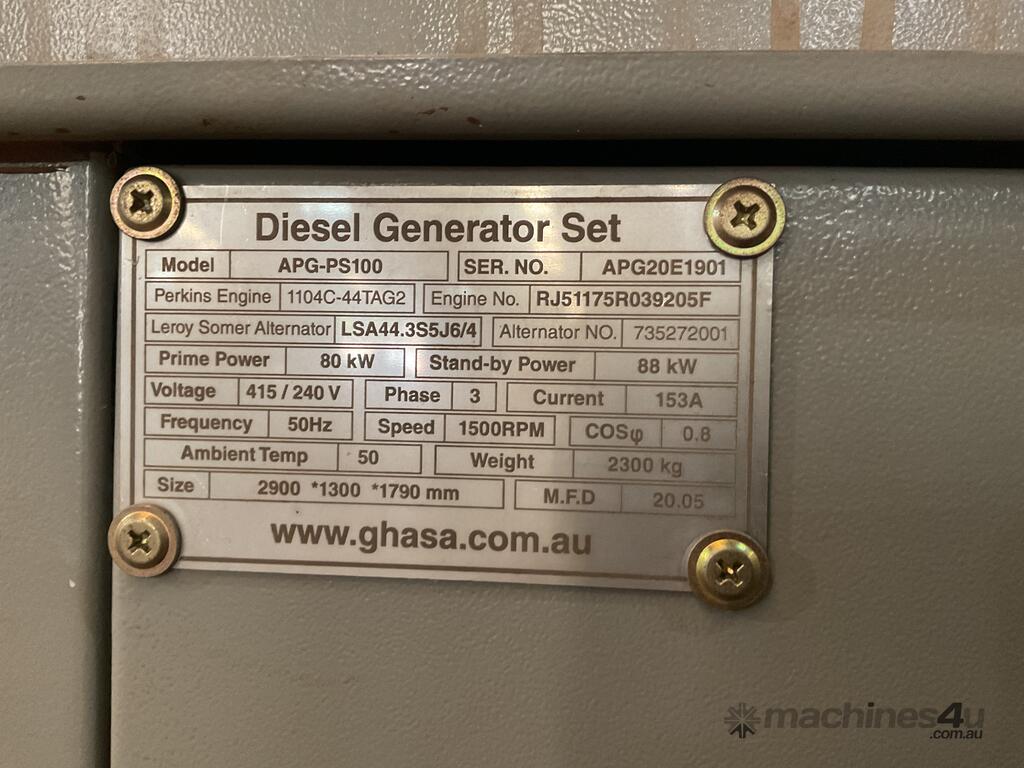 Diesel Generator Set
Model APG-PS100 SER. NO. APG20E1901
Perkins Engine 1104C-44TAG2 Engine No. RJ51175R039205F
Leroy Somer Alternator LSA44.3S5J6/4 Alternator NO. 735272001
Prime Power 80 kW Stand-by Power 88 kW
Voltage 415 / 240 V Phase 3 Current 153A
Frequency 50Hz Speed 1500RPM COSφ 0.8
Ambient Temp 50 Weight 2300 kg
Size 2900 *1300 *1790 mm M.F.D 20.05
www.ghasa.com.au
machines4u
.com.au